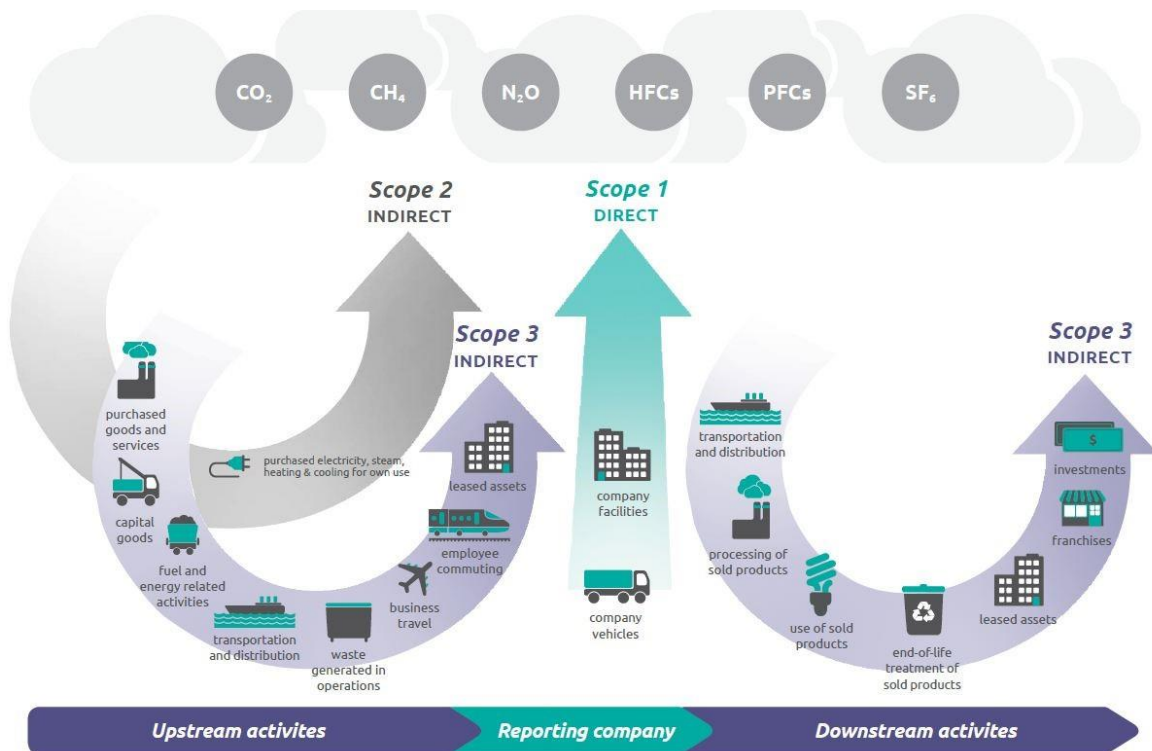 CO₂
CH₄
N₂O
HFCs
PFCs
SF₆
Scope 2
INDIRECT
Scope 1
DIRECT
Scope 3
INDIRECT
Scope 3
INDIRECT
purchased
goods and
services
capital
goods
fuel and
energy related
activities
purchased electricity, steam,
heating & cooling for own use
transportation
and distribution
waste
generated in
operations
business
travel
employee
commuting
leased assets
company
facilities
company
vehicles
transportation
and distribution
processing of
sold products
use of sold
products
end-of-life
treatment of
sold products
leased assets
franchises
$
investments
Upstream activites
Reporting company
Downstream activites